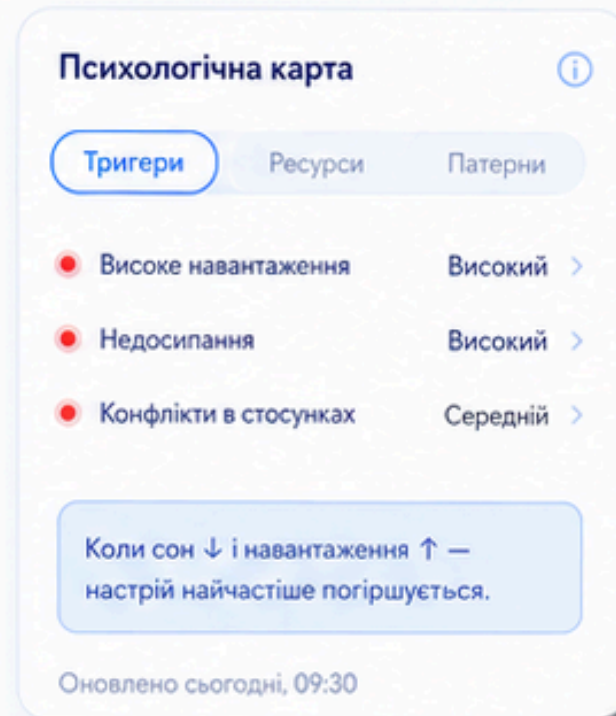 Психологічна карта
Тригери Ресурси Патерни
Високе навантаження Високий
Недосипання Високий
Конфлікти в стосунках Середній
Коли сон ↓ і навантаження ↑ —
настрій найчастіше погіршується.
Оновлено сьогодні, 09:30